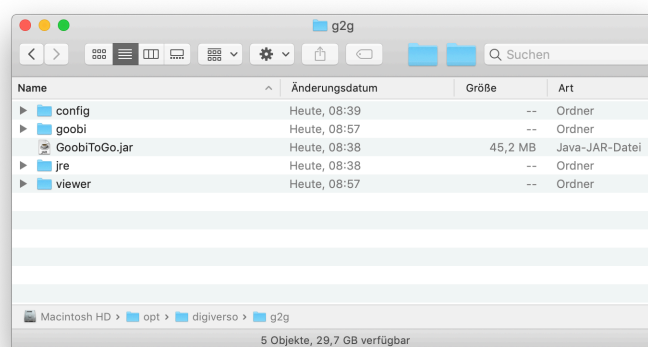 g2g
Suchen
Name Änderungsdatum Größe Art
config Heute, 08:39 -- Ordner
goobi Heute, 08:57 -- Ordner
GoobiToGo.jar Heute, 08:38 45,2 MB Java-JAR-Datei
jre Heute, 08:38 -- Ordner
viewer Heute, 08:57 -- Ordner
Macintosh HD › opt › digiverso › g2g
5 Objekte, 29,7 GB verfügbar